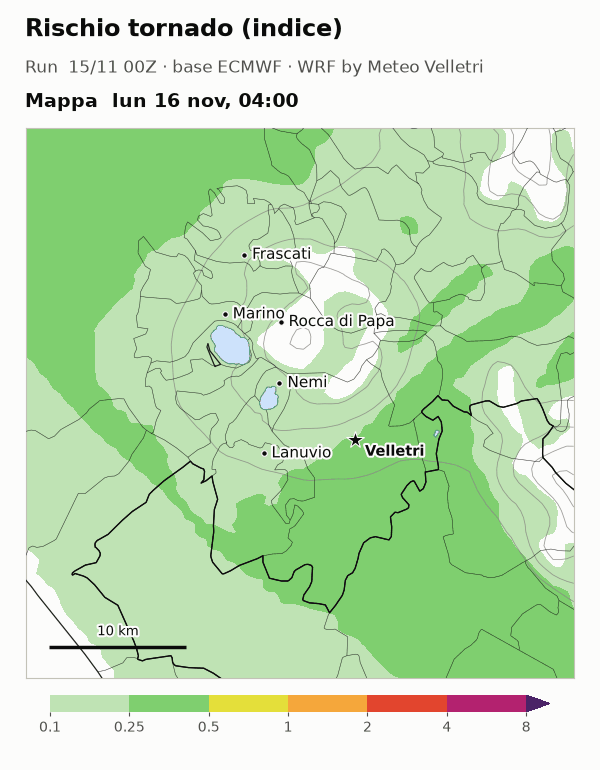 Rischio tornado (indice)
Run  15/11 00Z · base ECMWF · WRF by Meteo Velletri
Mappa  lun 16 nov, 04:00
Frascati
Marino
Rocca di Papa
Nemi
Lanuvio
Velletri
10 km
0.1 0.25 0.5 1 2 4 8